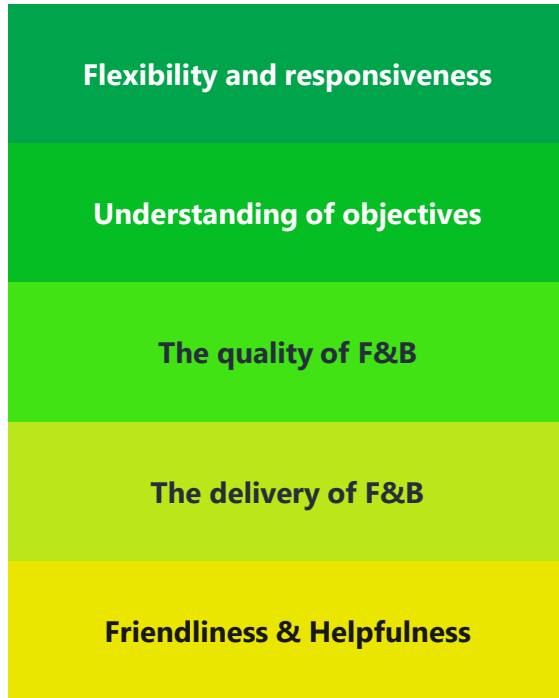 Flexibility and responsiveness
Understanding of objectives
The quality of F&B
The delivery of F&B
Friendliness & Helpfulness